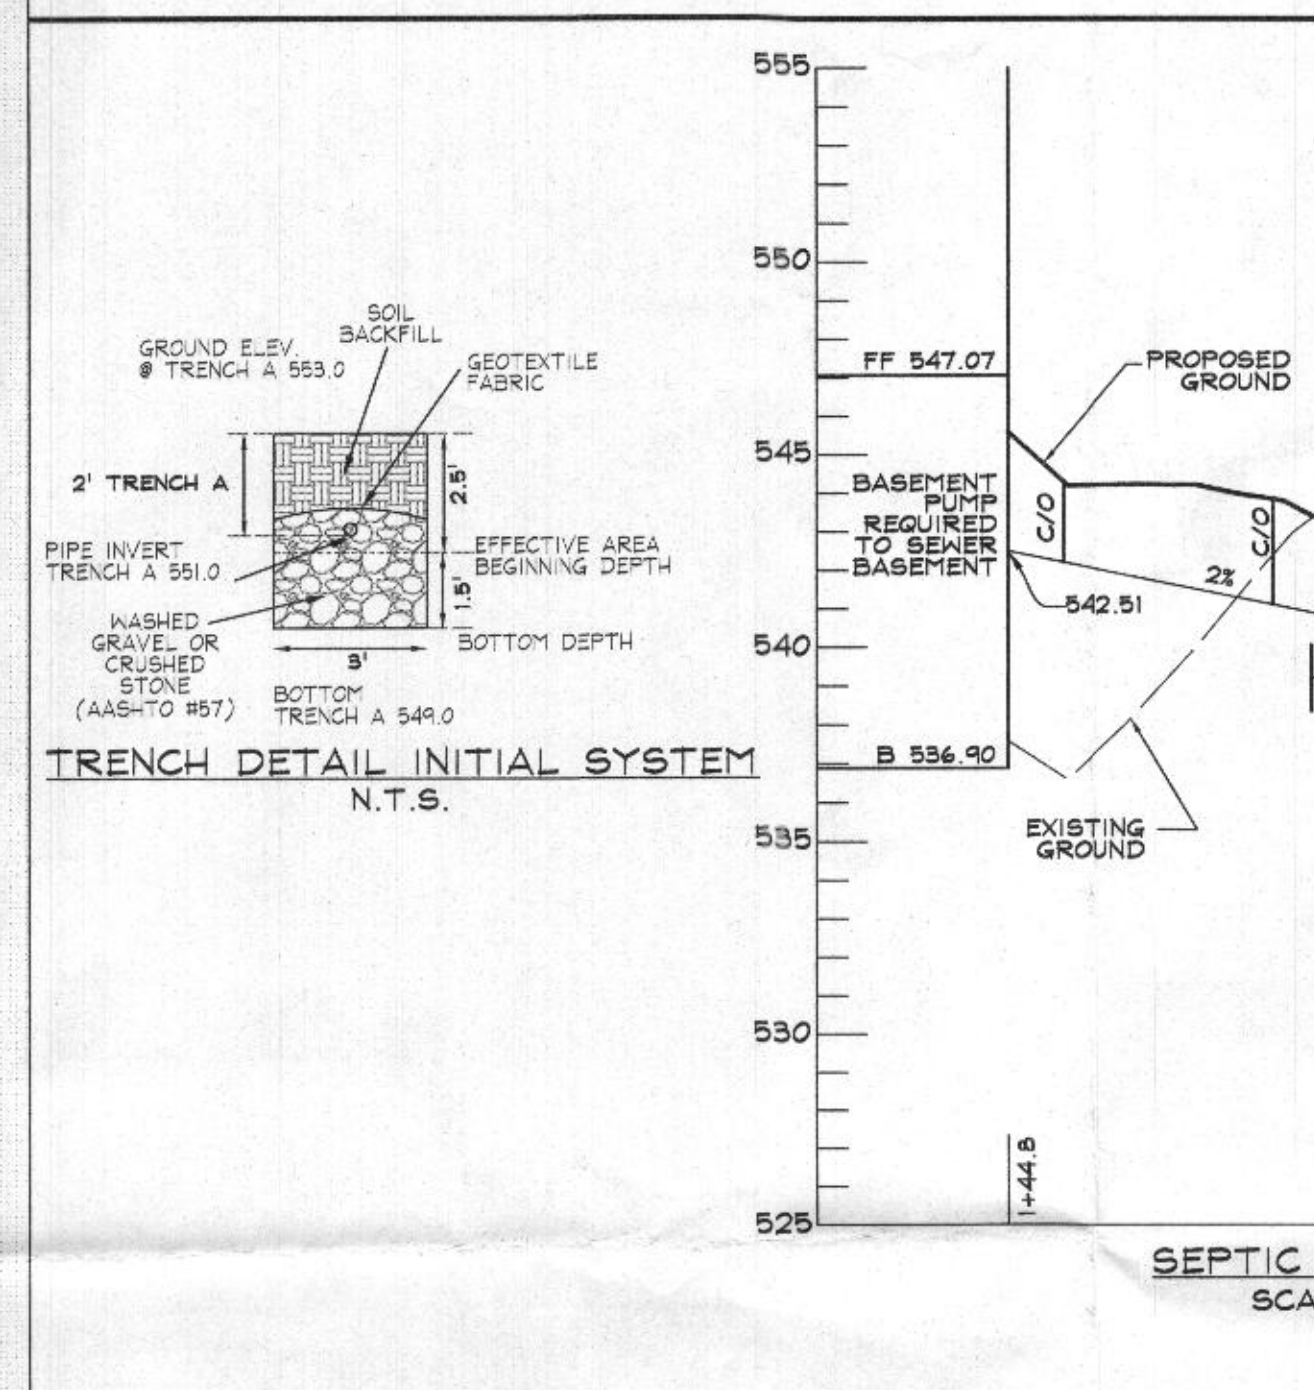 SOIL
BACKFILL
GROUND ELEV.
@ TRENCH A 553.0
GEOTEXTILE
FABRIC
2' TRENCH A
2.5'
PIPE INVERT
TRENCH A 551.0
EFFECTIVE AREA
BEGINNING DEPTH
1.5'
WASHED
GRAVEL OR
CRUSHED
STONE
(AASHTO #57)
BOTTOM DEPTH
3'
BOTTOM
TRENCH A 549.0
TRENCH DETAIL INITIAL SYSTEM
N.T.S.
555
550
FF 547.07
PROPOSED
GROUND
545
BASEMENT
PUMP
REQUIRED
TO SEWER
BASEMENT
C/O
C/O
2%
542.51
540
B 536.90
535
EXISTING
GROUND
530
1+44.8
525
SEPTIC
SCA